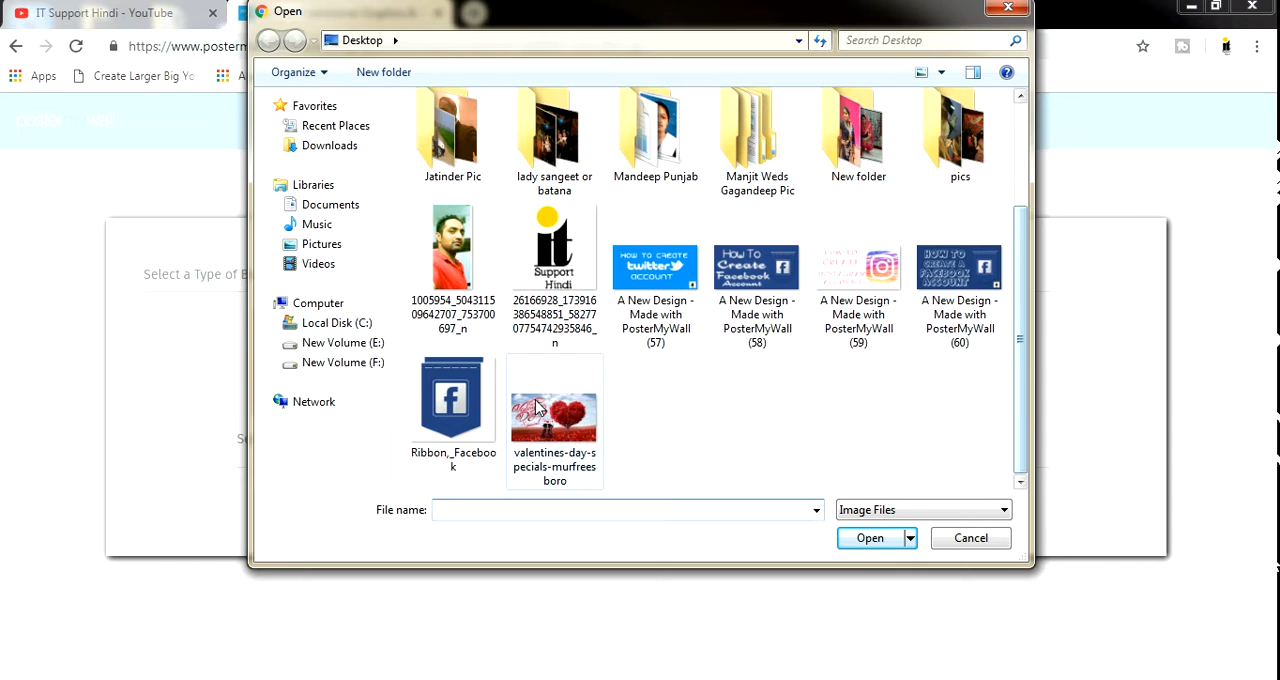 IT Support Hindi - YouTube
Open
https://www.posterm
Desktop
Search Desktop
Apps
Create Larger Big Yo
Organize
New folder
Favorites
Recent Places
Downloads
Libraries
Documents
Music
Pictures
Videos
Computer
Local Disk (C:)
New Volume (E:)
New Volume (F:)
Network
Jatinder Pic
lady sangeet or
batana
Mandeep Punjab
Manjit Weds
Gagandeep Pic
New folder
pics
it
Support
Hindi
HOW TO CREATE
twitter
ACCOUNT
HOW TO
Create
Facebook
Account
HOW TO
CREATE A
FACEBOOK
ACCOUNT
1005954_5043115
09642707_753700
697_n
26166928_173916
386548851_58277
07754742935846_
n
A New Design -
Made with
PosterMyWall
(57)
A New Design -
Made with
PosterMyWall
(58)
A New Design -
Made with
PosterMyWall
(59)
A New Design -
Made with
PosterMyWall
(60)
Ribbon,_Faceboo
k
valentines-day-s
pecials-murfrees
boro
Select a Type of B
File name:
Image Files
Open
Cancel